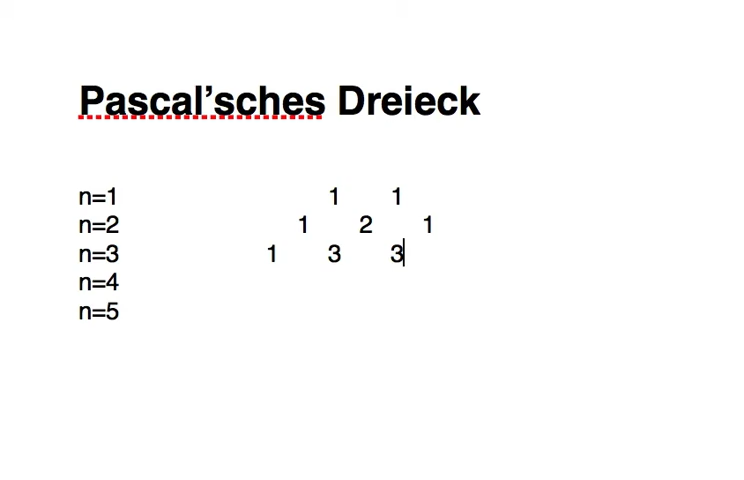 Pascal’sches Dreieck
n=1 1 1
n=2 1 2 1
n=3 1 3 3
n=4
n=5